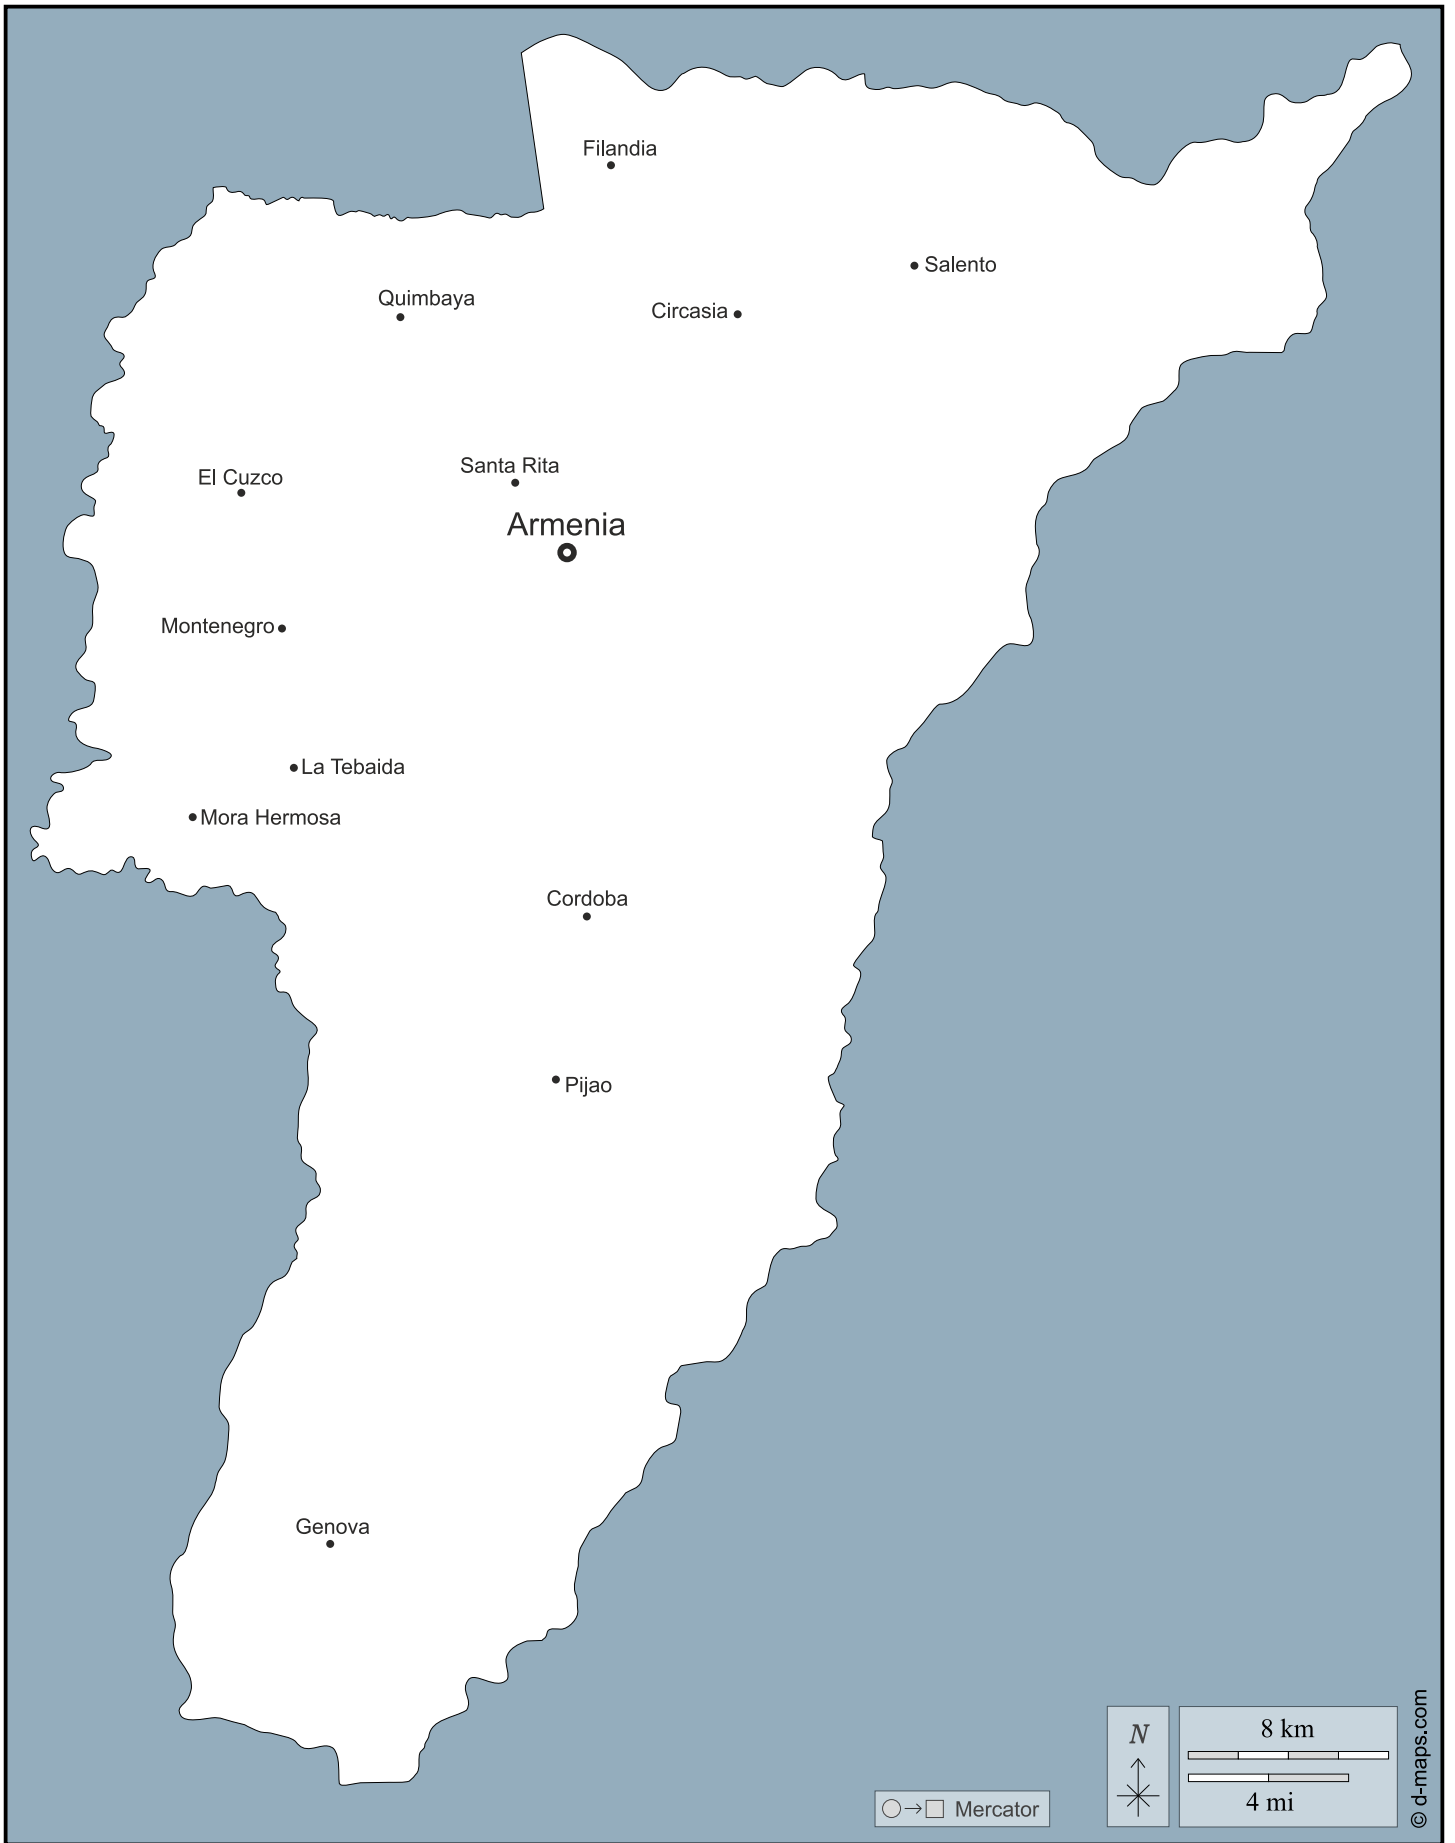 Filandia
Salento
Quimbaya
Circasia
Santa Rita
El Cuzco
Armenia
Montenegro
La Tebaida
Mora Hermosa
Cordoba
Pijao
Genova
N
8 km
4 mi
Mercator
© d-maps.com